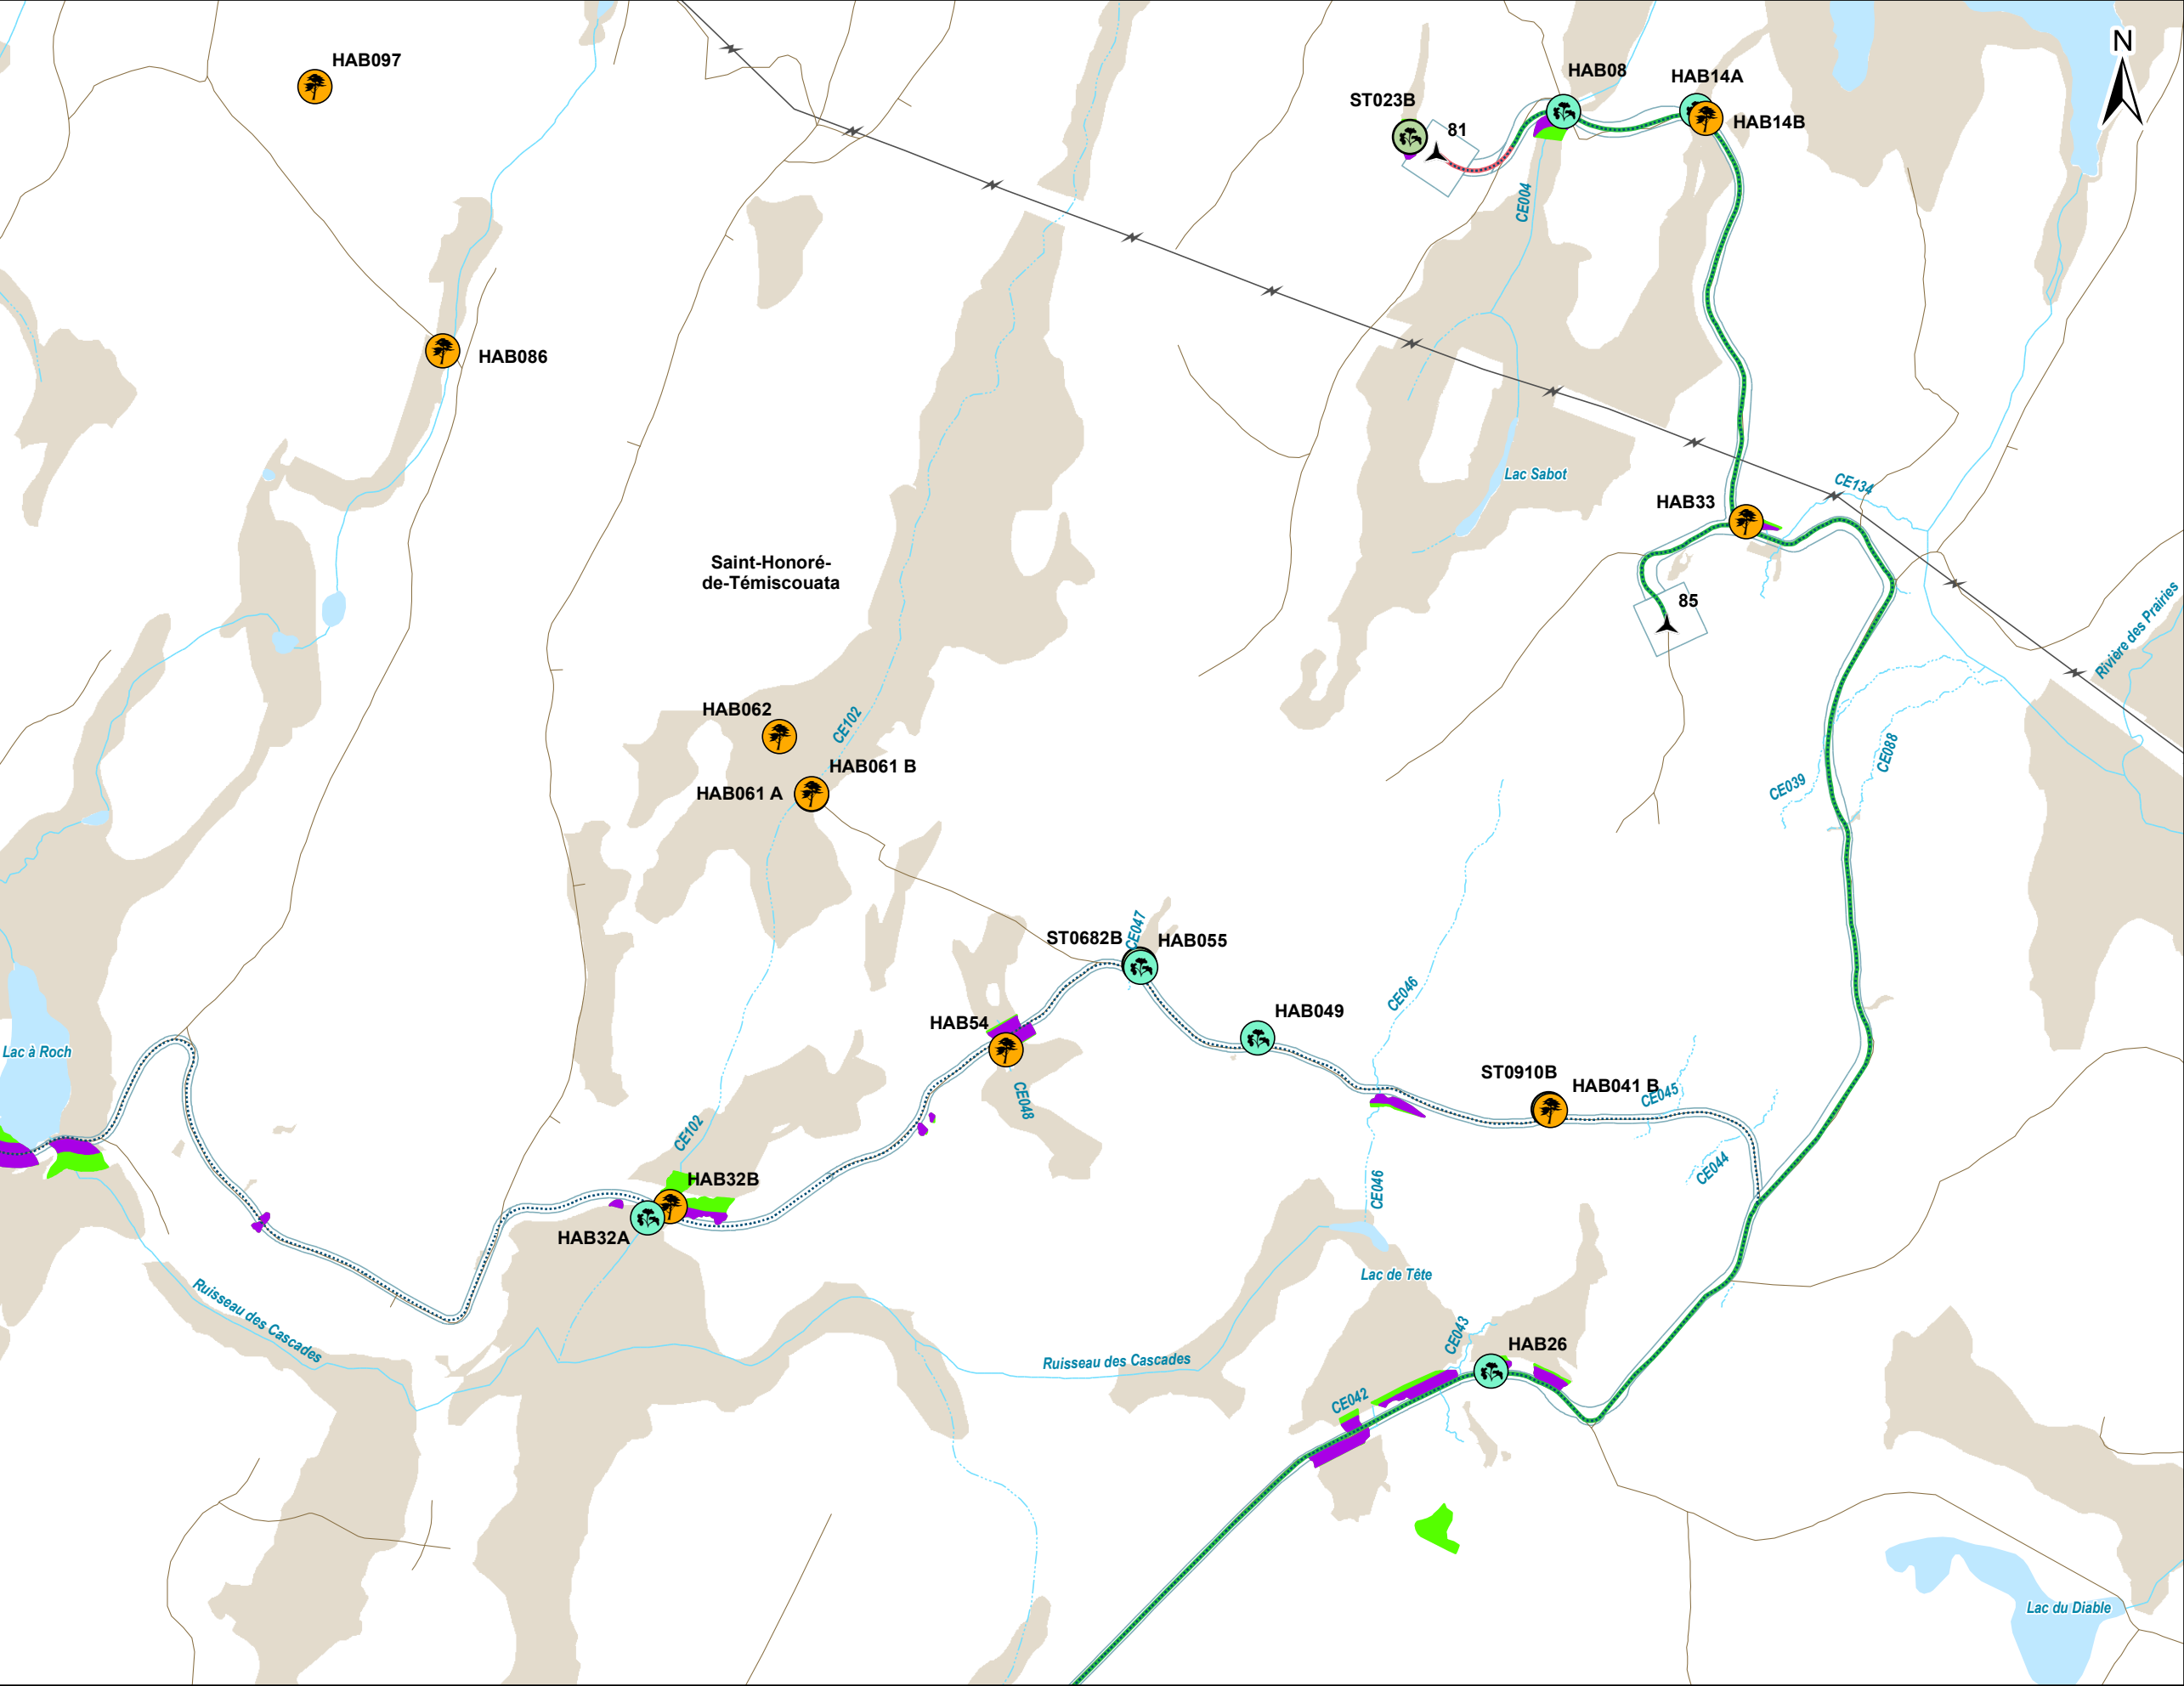 N
HAB097
HAB08
HAB14A
ST023B
81
HAB14B
CE004
HAB086
Lac Sabot
CE134
HAB33
Saint-Honoré-
de-Témiscouata
85
Rivière des Prairies
HAB062
CE102
HAB061 B
HAB061 A
CE088
CE039
CE047
ST0682B
HAB055
CE046
HAB049
HAB54
Lac à Roch
ST0910B
HAB041 B
CE045
CE048
CE102
CE044
HAB32B
CE046
HAB32A
Lac de Tête
Ruisseau des Cascades
CE043
HAB26
Ruisseau des Cascades
CE042
Lac du Diable